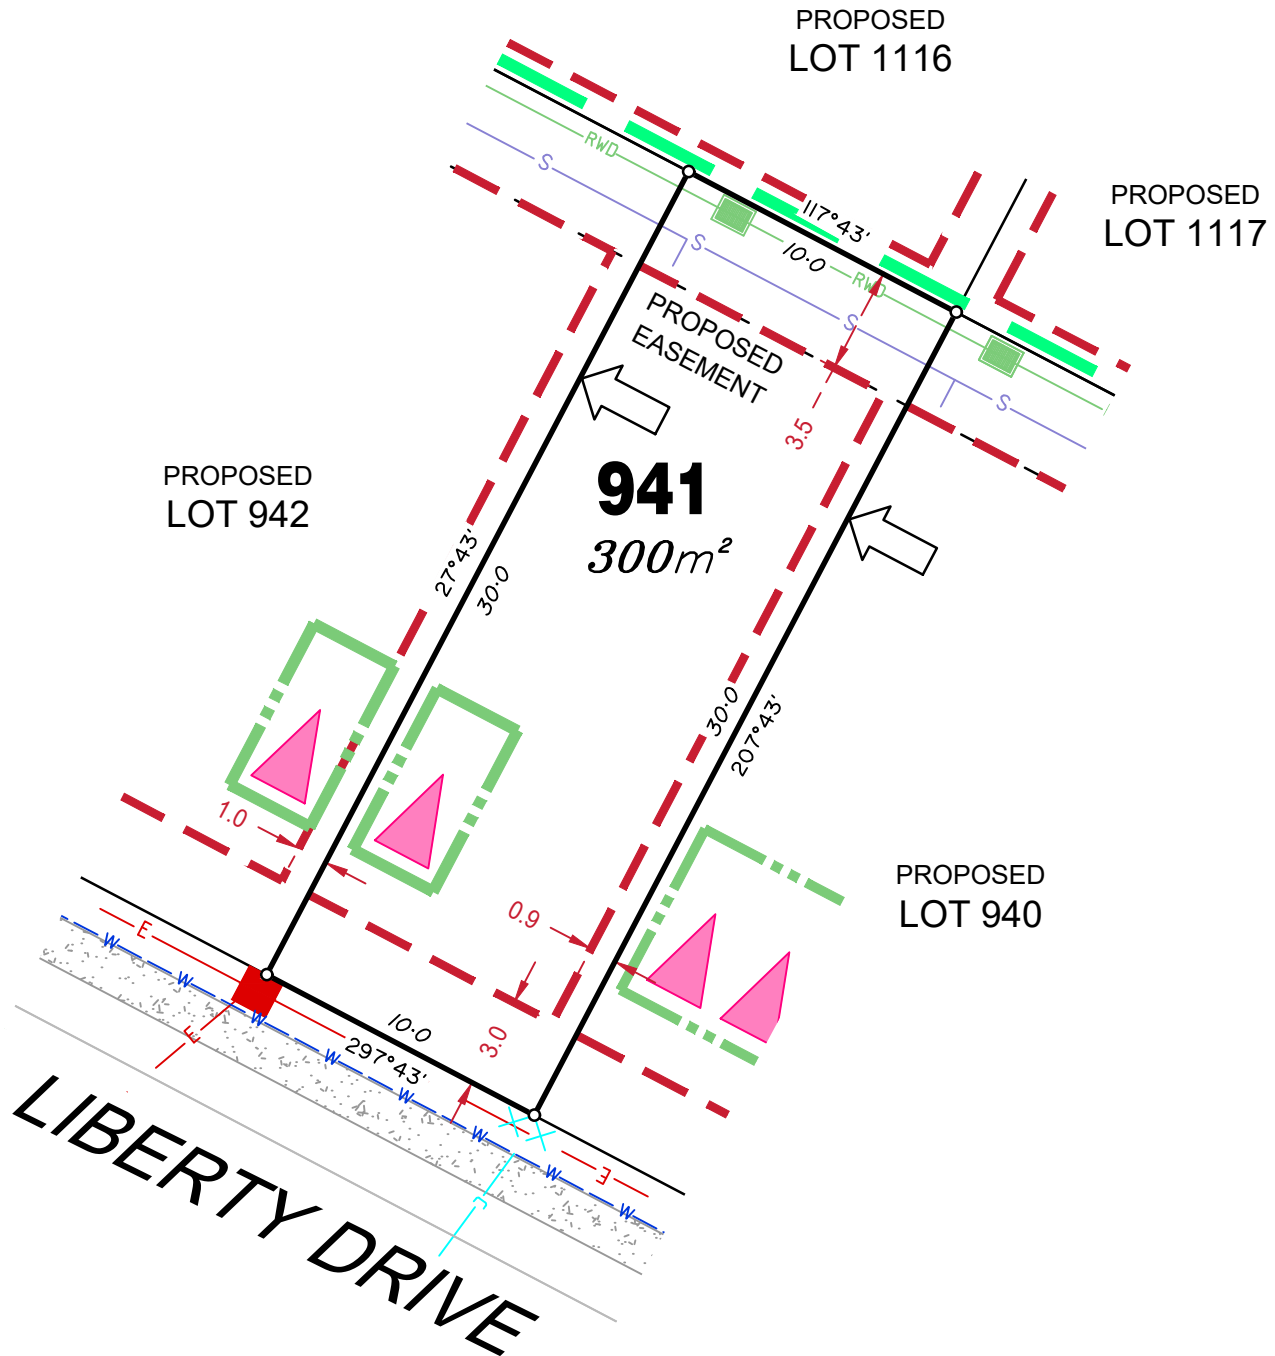 PROPOSED
LOT 1116
RWD
S
117°43'
10·0
PROPOSED
LOT 1117
S
RWD
PROPOSED
EASEMENT
S
S
3.5
PROPOSED
LOT 942
941
300m²
27°43'
30·0
30·0
207°43'
1.0
PROPOSED
LOT 940
0.9
3.0
E
W
W
W
E
10·0
297°43'
W
W
W
W
W
E
J
LIBERTY DRIVE